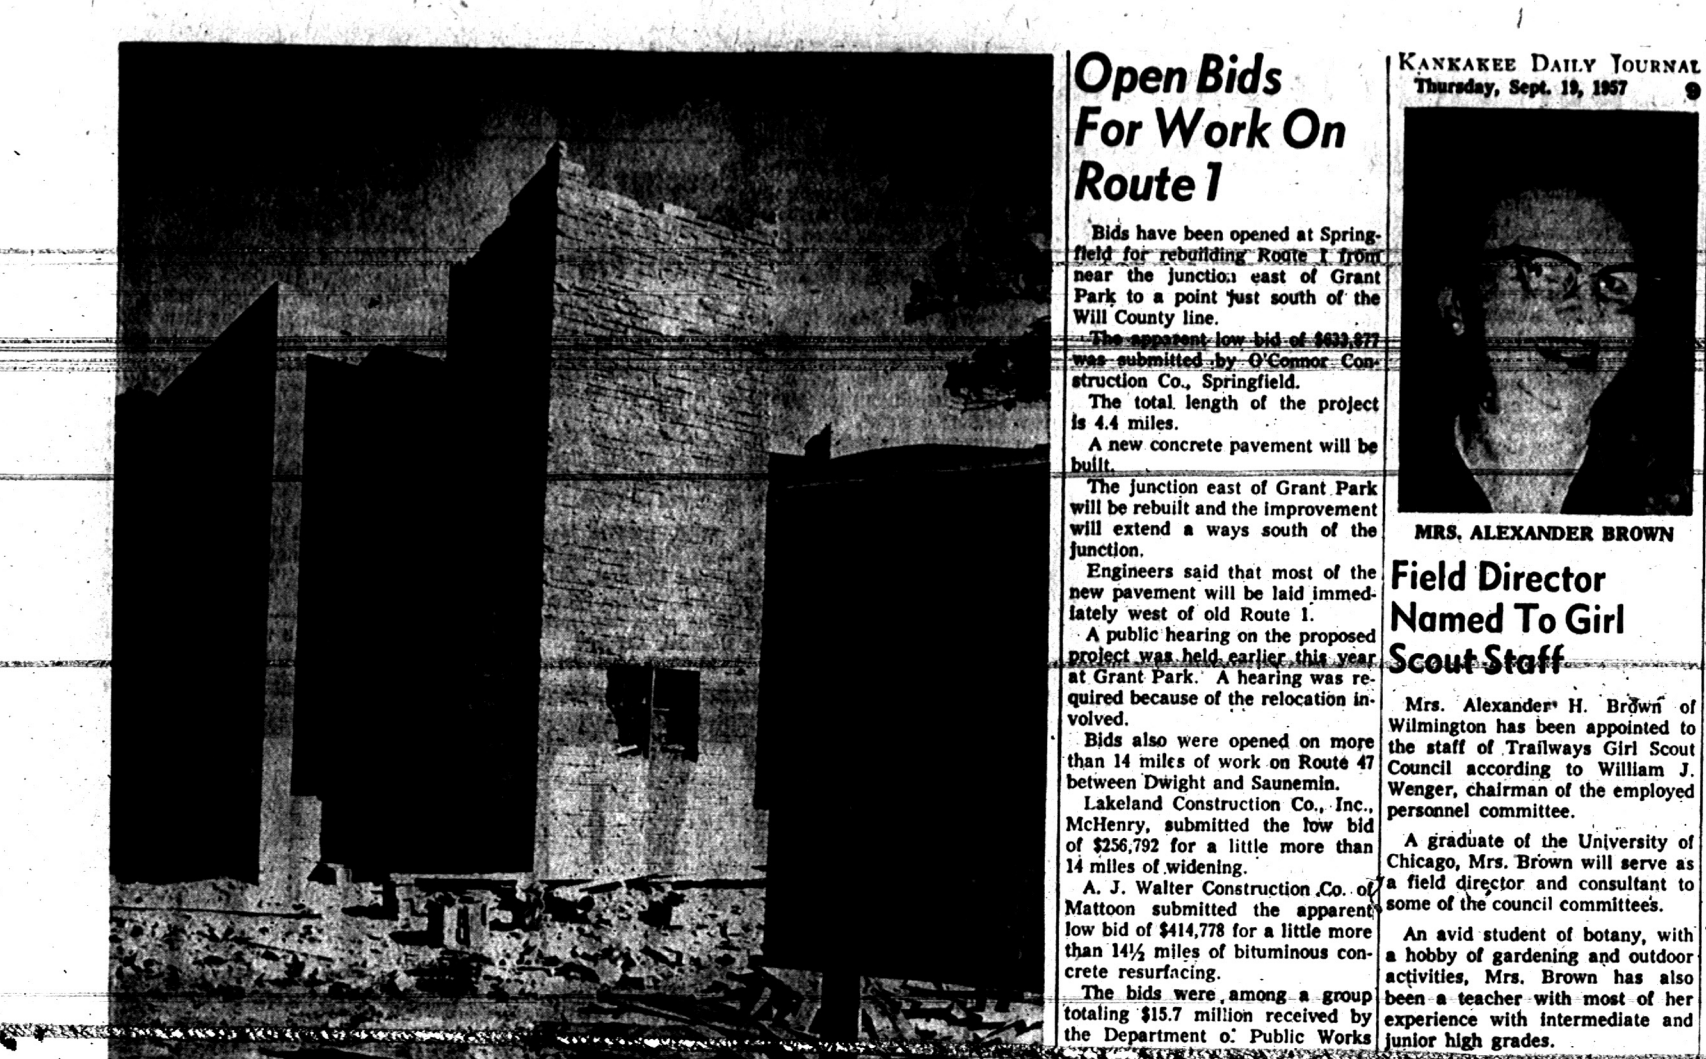 Open Bids
For Work On
Route 1
Bids have been opened at Spring-
field for rebuilding Route 1 from
near the junction east of Grant
Park to a point just south of the
Will County line.
The apparent low bid of $633,877
was submitted by O'Connor Con-
struction Co., Springfield.
The total length of the project
is 4.4 miles.
A new concrete pavement will be
built.
The junction east of Grant Park
will be rebuilt and the improvement
will extend a ways south of the
junction.
Engineers said that most of the
new pavement will be laid immed-
iately west of old Route 1.
A public hearing on the proposed
project was held earlier this year
at Grant Park. A hearing was re-
quired because of the relocation in-
volved.
Bids also were opened on more
than 14 miles of work on Route 47
between Dwight and Saunemin.
Lakeland Construction Co., Inc.,
McHenry, submitted the low bid
of $256,792 for a little more than
14 miles of widening.
A. J. Walter Construction Co. of
Mattoon submitted the apparent
low bid of $414,778 for a little more
than 14½ miles of bituminous con-
crete resurfacing.
The bids were among a group
totaling $15.7 million received by
the Department of Public Works
KANKAKEE DAILY JOURNAL
Thursday, Sept. 19, 1957 9
MRS. ALEXANDER BROWN
Field Director
Named To Girl
Scout Staff
Mrs. Alexander H. Brown of
Wilmington has been appointed to
the staff of Trailways Girl Scout
Council according to William J.
Wenger, chairman of the employed
personnel committee.
A graduate of the University of
Chicago, Mrs. Brown will serve as
a field director and consultant to
some of the council committees.
An avid student of botany, with
a hobby of gardening and outdoor
activities, Mrs. Brown has also
been a teacher with most of her
experience with intermediate and
junior high grades.